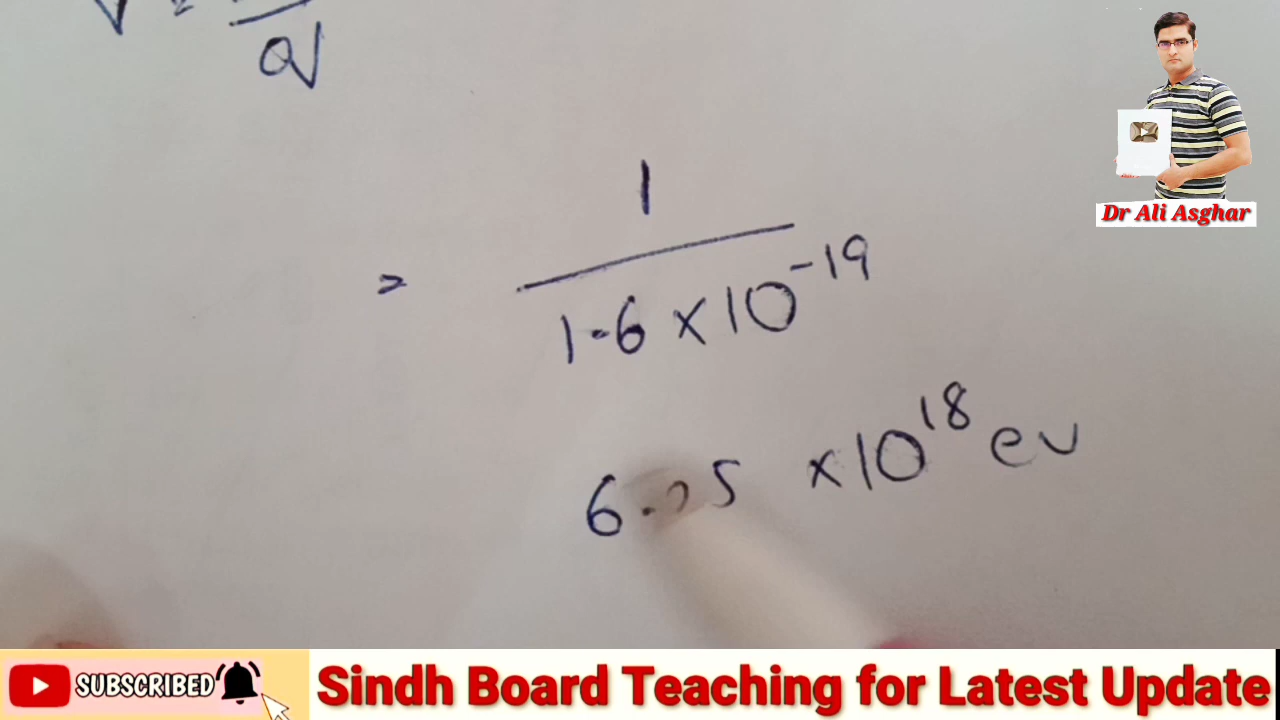 Q
1
=
1.6 × 10⁻¹⁹
6.25 × 10¹⁸ ev
Dr Ali Asghar
SUBSCRIBED
Sindh Board Teaching for Latest Update